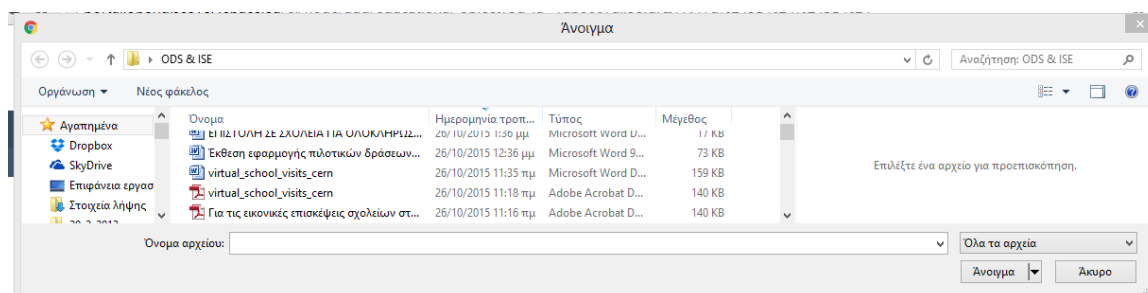 Άνοιγμα
ODS & ISE
Αναζήτηση: ODS & ISE
Οργάνωση Νέος φάκελος
Όνομα Ημερομηνία τροπ... Τύπος Μέγεθος
Αγαπημένα
ΕΠΙΣΤΟΛΗ ΣΕ ΣΧΟΛΕΙΑ ΓΙΑ ΟΛΟΚΛΗΡΩΣ... 26/10/2015 1:36 μμ Microsoft Word D... 17 KB
Dropbox Έκθεση εφαρμογής πιλοτικών δράσεων... 26/10/2015 12:36 μμ Microsoft Word 9... 73 KB
SkyDrive virtual_school_visits_cern 26/10/2015 11:35 πμ Microsoft Word D... 159 KB
Επιφάνεια εργασ virtual_school_visits_cern 26/10/2015 11:18 πμ Adobe Acrobat D... 140 KB
Στοιχεία λήψης Για τις εικονικές επισκέψεις σχολείων στ... 26/10/2015 11:16 πμ Adobe Acrobat D... 140 KB
Επιλέξτε ένα αρχείο για προεπισκόπηση.
Όνομα αρχείου: Όλα τα αρχεία
Άνοιγμα Άκυρο